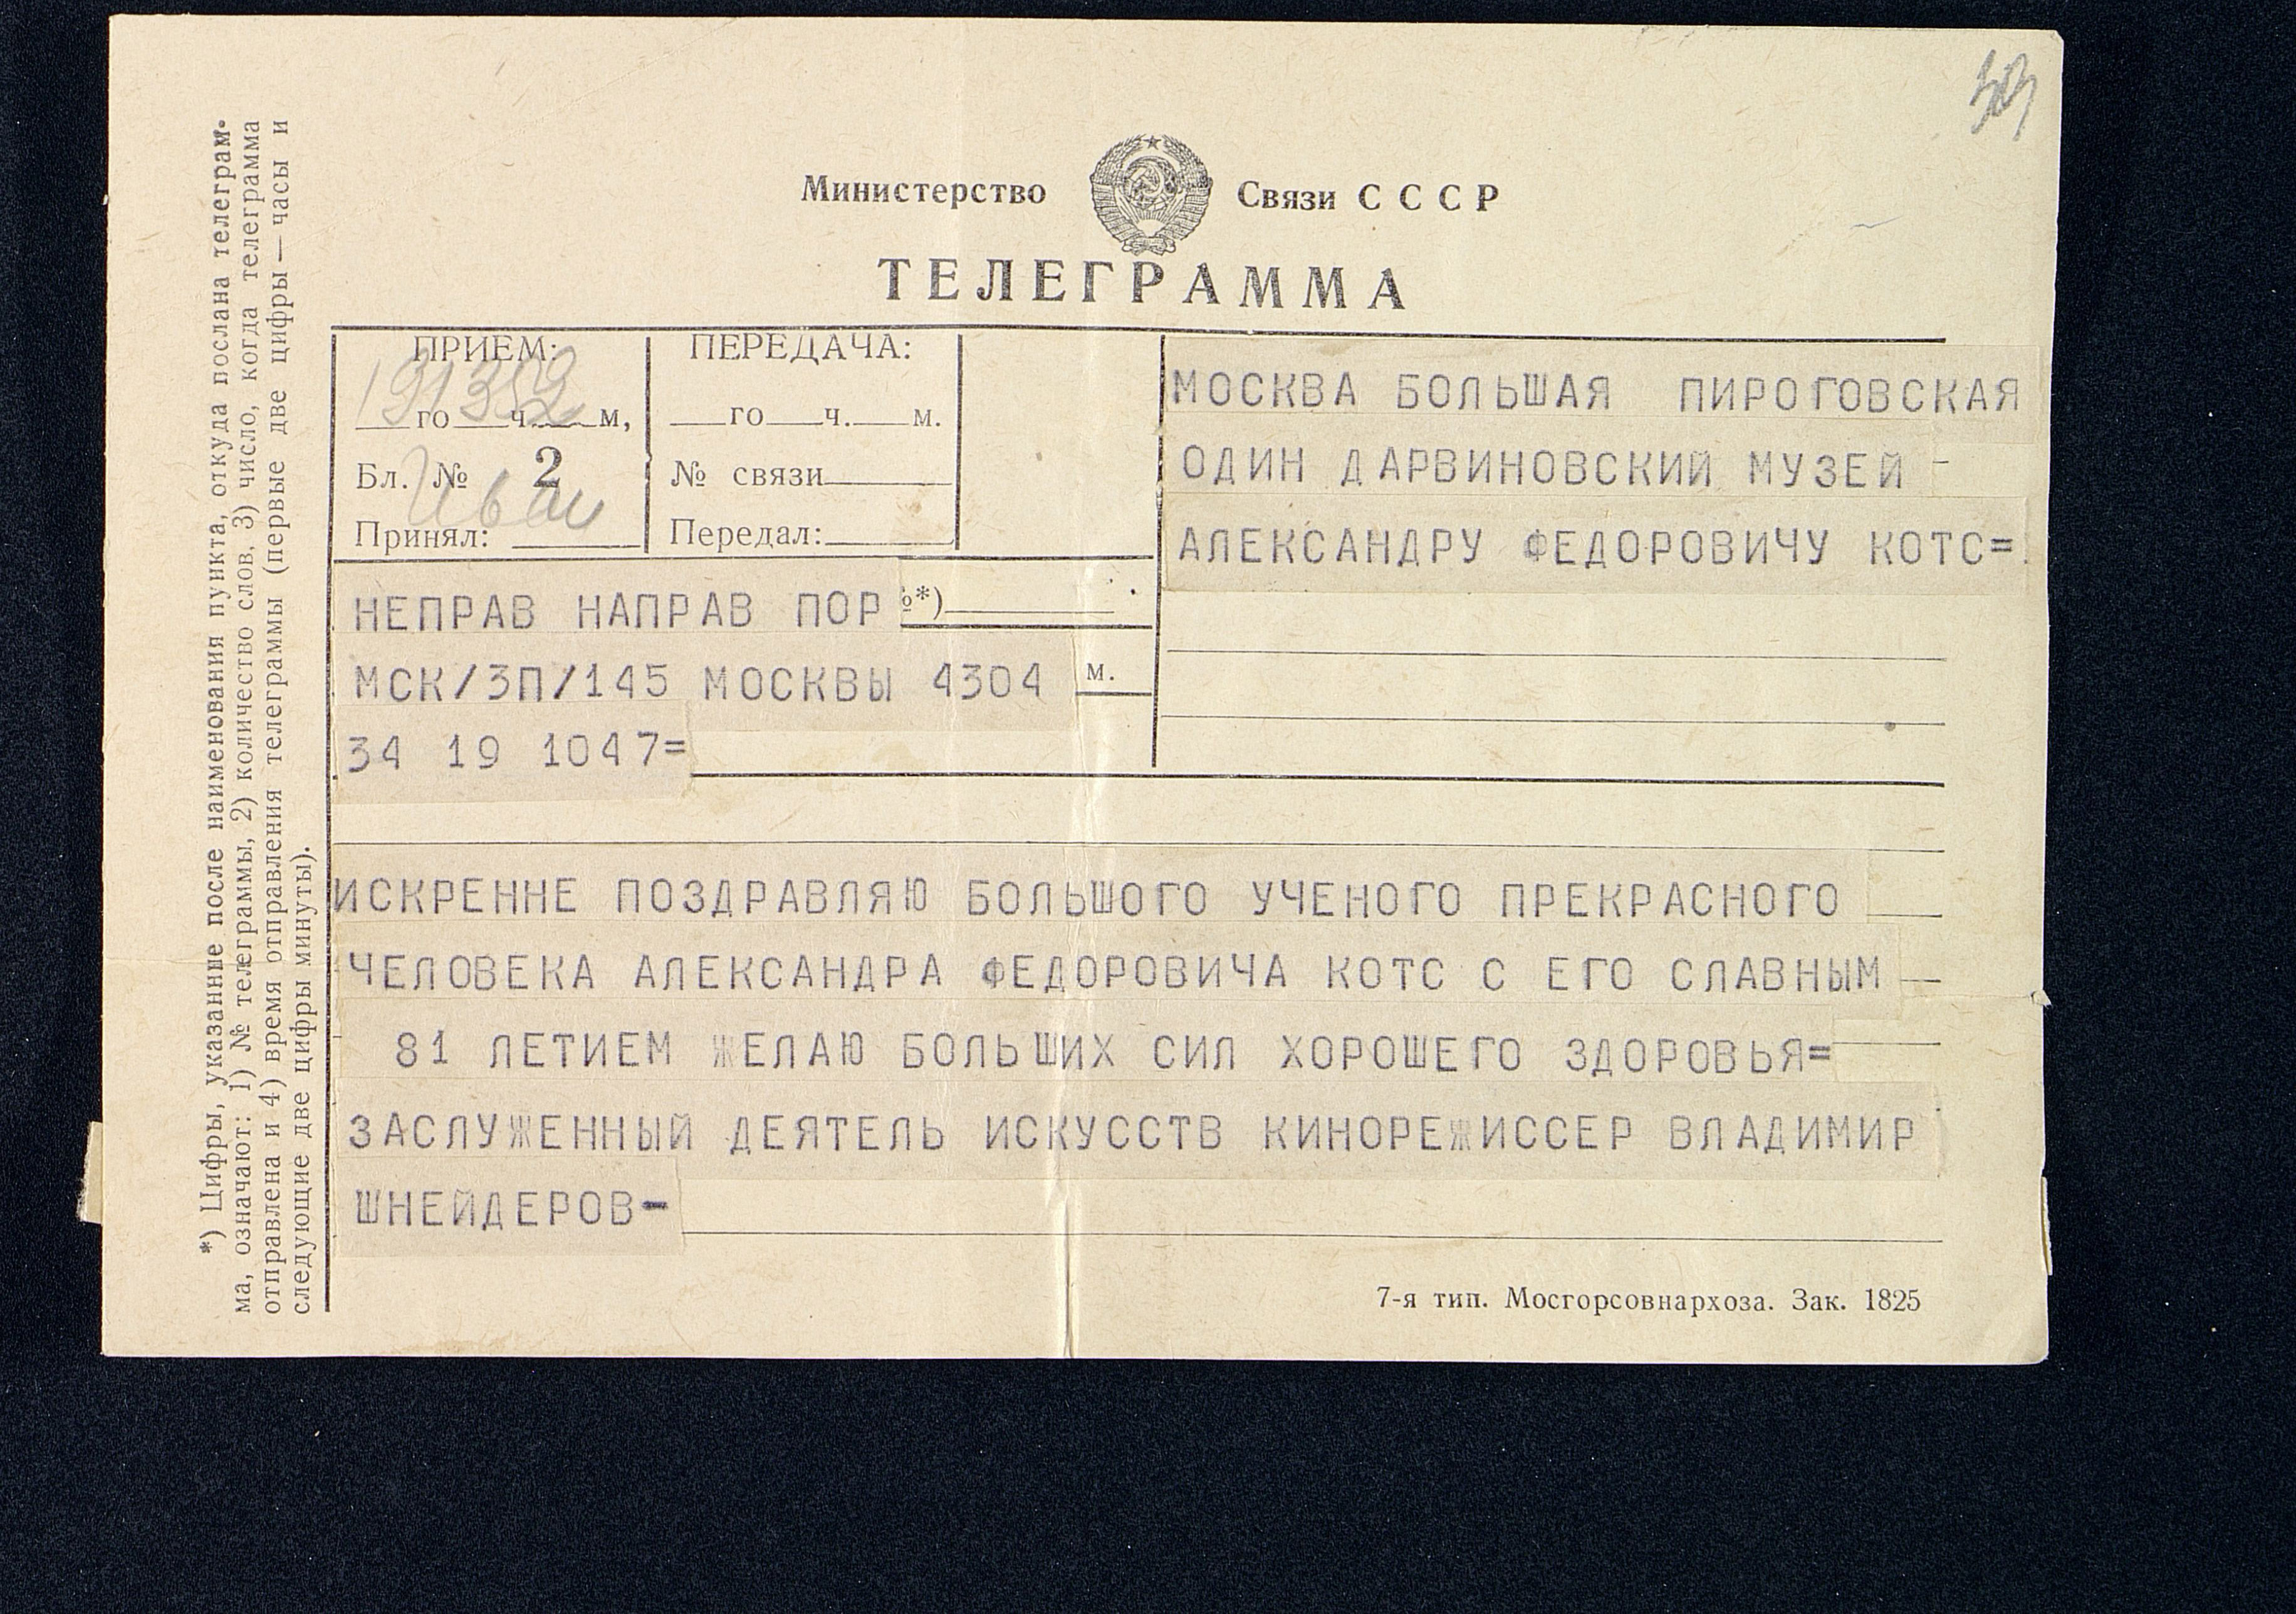 Министерство Связи СССР
ТЕЛЕГРАММА
ПРИЕМ:
го ч. м,
Бл. № 2
Принял:
ПЕРЕДАЧА:
го ч. м.
№ связи
Передал:
МОСКВА БОЛЬШАЯ ПИРОГОВСКАЯ
ОДИН ДАРВИНОВСКИЙ МУЗЕЙ -
АЛЕКСАНДРУ ФЕДОРОВИЧУ КОТС=
НЕПРАВ НАПРАВ ПОР
*)
МСК/ЗП/145 МОСКВЫ 4304
м.
34 19 1047=
ИСКРЕННЕ ПОЗДРАВЛЯЮ БОЛЬШОГО УЧЕНОГО ПРЕКРАСНОГО
ЧЕЛОВЕКА АЛЕКСАНДРА ФЕДОРОВИЧА КОТС С ЕГО СЛАВНЫМ
81 ЛЕТИЕМ ЖЕЛАЮ БОЛЬШИХ СИЛ ХОРОШЕГО ЗДОРОВЬЯ=
ЗАСЛУЖЕННЫЙ ДЕЯТЕЛЬ ИСКУССТВ КИНОРЕЖИССЕР ВЛАДИМИР
ШНЕЙДЕРОВ-
7-я тип. Мосгорсовнархоза. Зак. 1825
*) Цифры, указанные после наименования пункта, откуда послана телеграм-
ма, означают: 1) № телеграммы, 2) количество слов, 3) число, когда телеграмма
отправлена и 4) время отправления телеграммы (первые две цифры — часы и
следующие две цифры минуты).